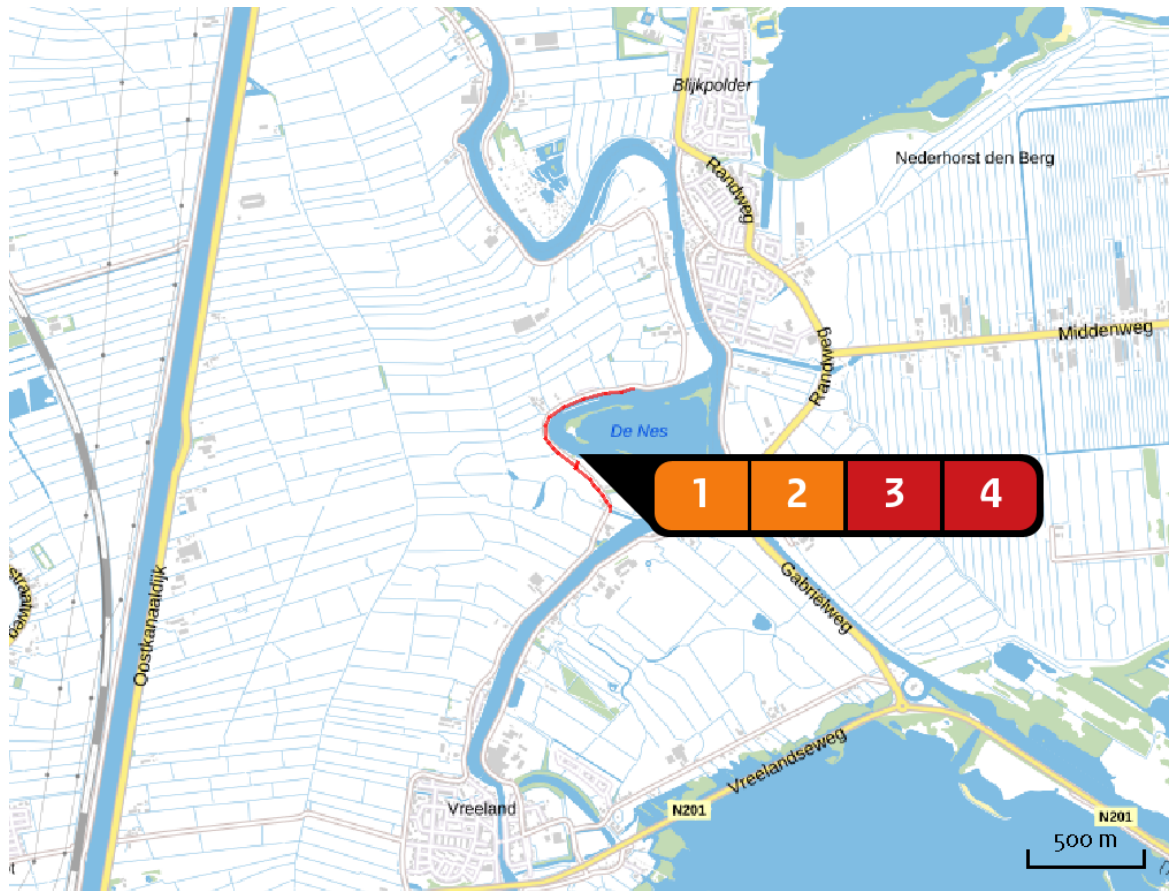 Blijkpolder
Nederhorst den Berg
Randweg
Middenweg
Randweg
De Nes
1 2 3 4
Oostkanaaldijk
straatweg
Gabriëlweg
Vreelandseweg
Vreeland
N201
N201
500 m